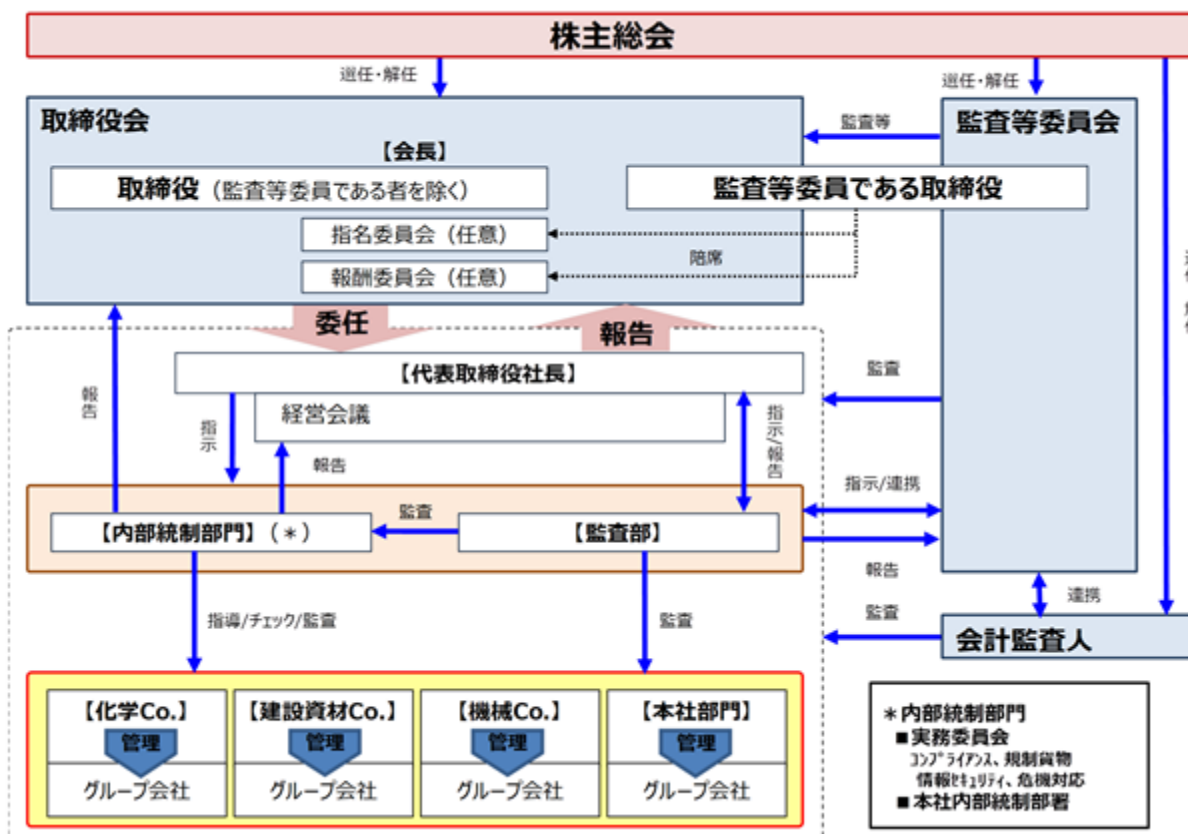 株主総会
選任・解任
選任・解任
取締役会
監査等委員会
監査等
【会長】
取締役（監査等委員である者を除く）
監査等委員である取締役
指名委員会（任意）
陪席
報酬委員会（任意）
委任
報告
【代表取締役社長】
監査
報告
経営会議
指示
指示/報告
報告
指示/連携
【内部統制部門】（＊）
監査
【監査部】
報告
連携
指導/チェック/監査
監査
監査
会計監査人
【化学Co.】
【建設資材Co.】
【機械Co.】
【本社部門】
管理
管理
管理
管理
グループ会社
グループ会社
グループ会社
グループ会社
＊内部統制部門
■実務委員会
ｺﾝﾌﾟﾗｲｱﾝｽ、規制貨物
情報ｾｷｭﾘﾃｨ、危機対応
■本社内部統制部署